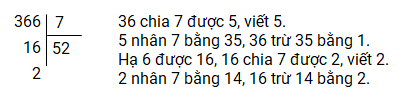 366 7
16 52
2
36 chia 7 được 5, viết 5.
5 nhân 7 bằng 35, 36 trừ 35 bằng 1.
Hạ 6 được 16, 16 chia 7 được 2, viết 2.
2 nhân 7 bằng 14, 16 trừ 14 bằng 2.